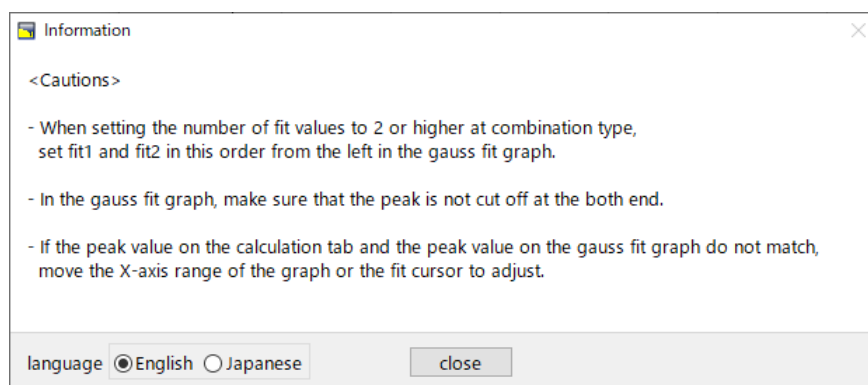 Information
<Cautions>
- When setting the number of fit values to 2 or higher at combination type,
set fit1 and fit2 in this order from the left in the gauss fit graph.
- In the gauss fit graph, make sure that the peak is not cut off at the both end.
- If the peak value on the calculation tab and the peak value on the gauss fit graph do not match,
move the X-axis range of the graph or the fit cursor to adjust.
language English Japanese close